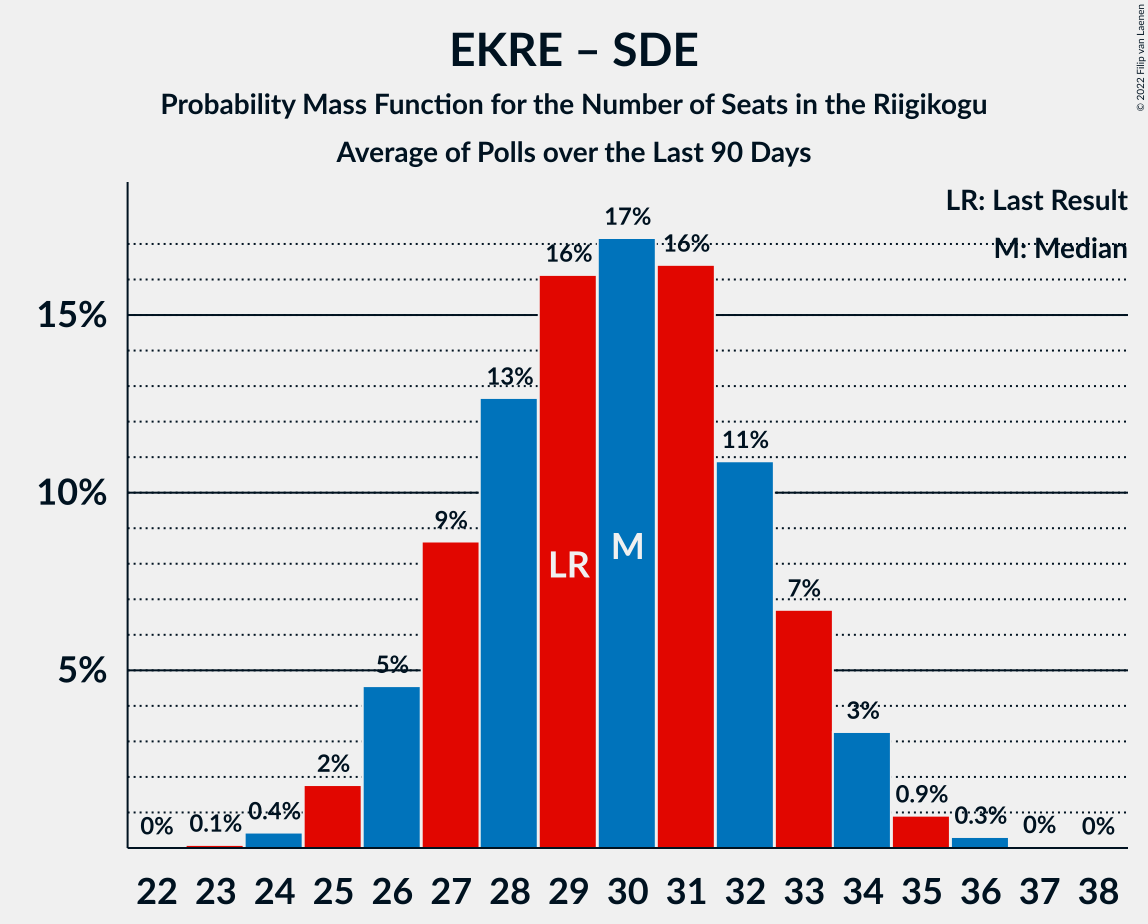 EKRE – SDE
Probability Mass Function for the Number of Seats in the Riigikogu
Average of Polls over the Last 90 Days
© 2022 Filip van Laenen
LR: Last Result
M: Median
15%
10%
5%
0%
0.1%
0.4%
2%
5%
9%
13%
16%
17%
16%
11%
7%
3%
0.9%
0.3%
0%
0%
LR
M
22 23 24 25 26 27 28 29 30 31 32 33 34 35 36 37 38